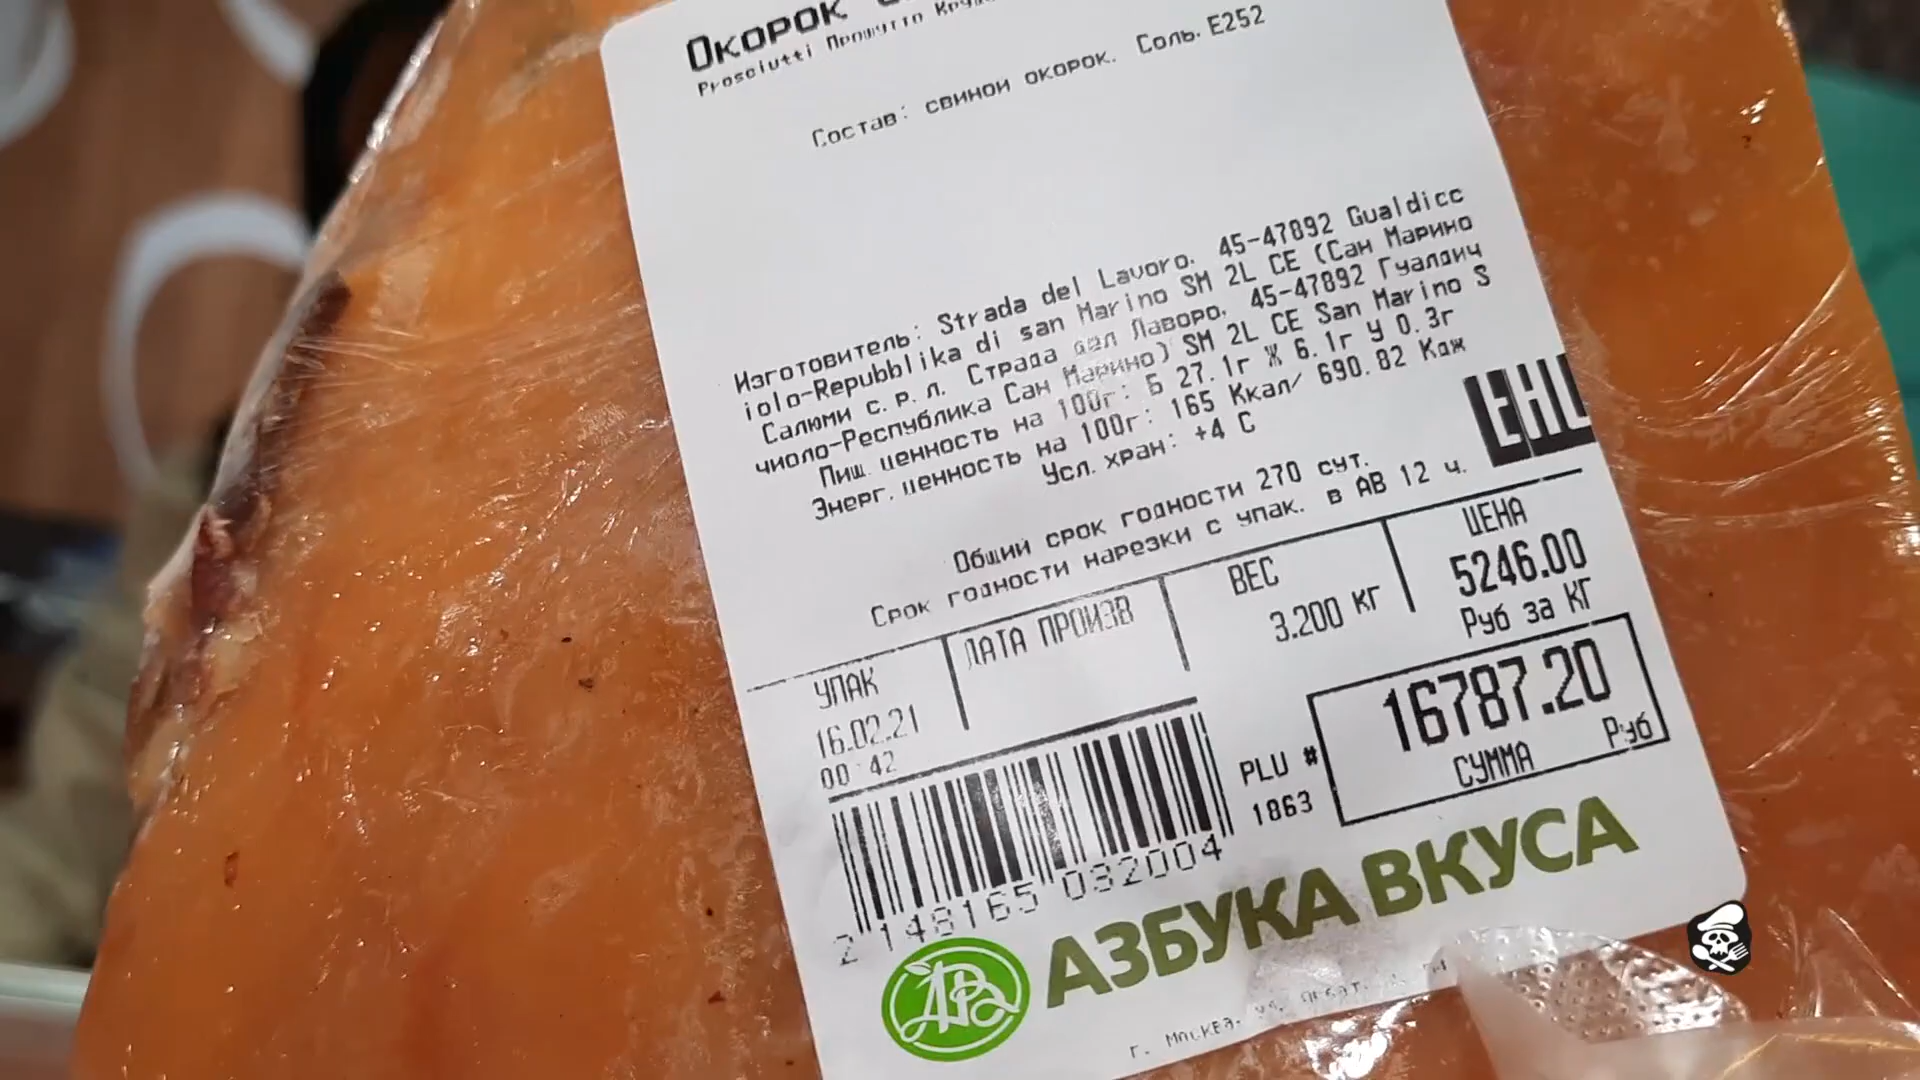 Окорок
Prosciutti Прошутто
Состав: свиной окорок. Соль. Е252
Изготовитель: Strada del Lavoro, 45-47892 Gualdicc
iolo-Repubblika di san Marino SM 2L CE (Сан Марино
Салюми с.р.л. Страда дел Лаворо, 45-47892 Гуалдич
чиоло-Республика Сан Марино) SM 2L CE San Marino S
Пищ. ценность на 100г: Б 27.1г Ж 6.1г У 0.3г
Энерг. ценность на 100г: 165 Ккал/ 690.82 Кдж
Усл. хран: +4 С
EAC
Общий срок годности 270 сут.
Срок годности нарезки с упак. в АВ 12 ч.
УПАК
ДАТА ПРОИЗВ
ВЕС
ЦЕНА
16.02.21
00:42
3.200 кг
5246.00
Руб за КГ
16787.20
СУММА Руб
PLU #
1863
2 148165 032004
АЗБУКА ВКУСА
г. Москва, ул. Арбат,